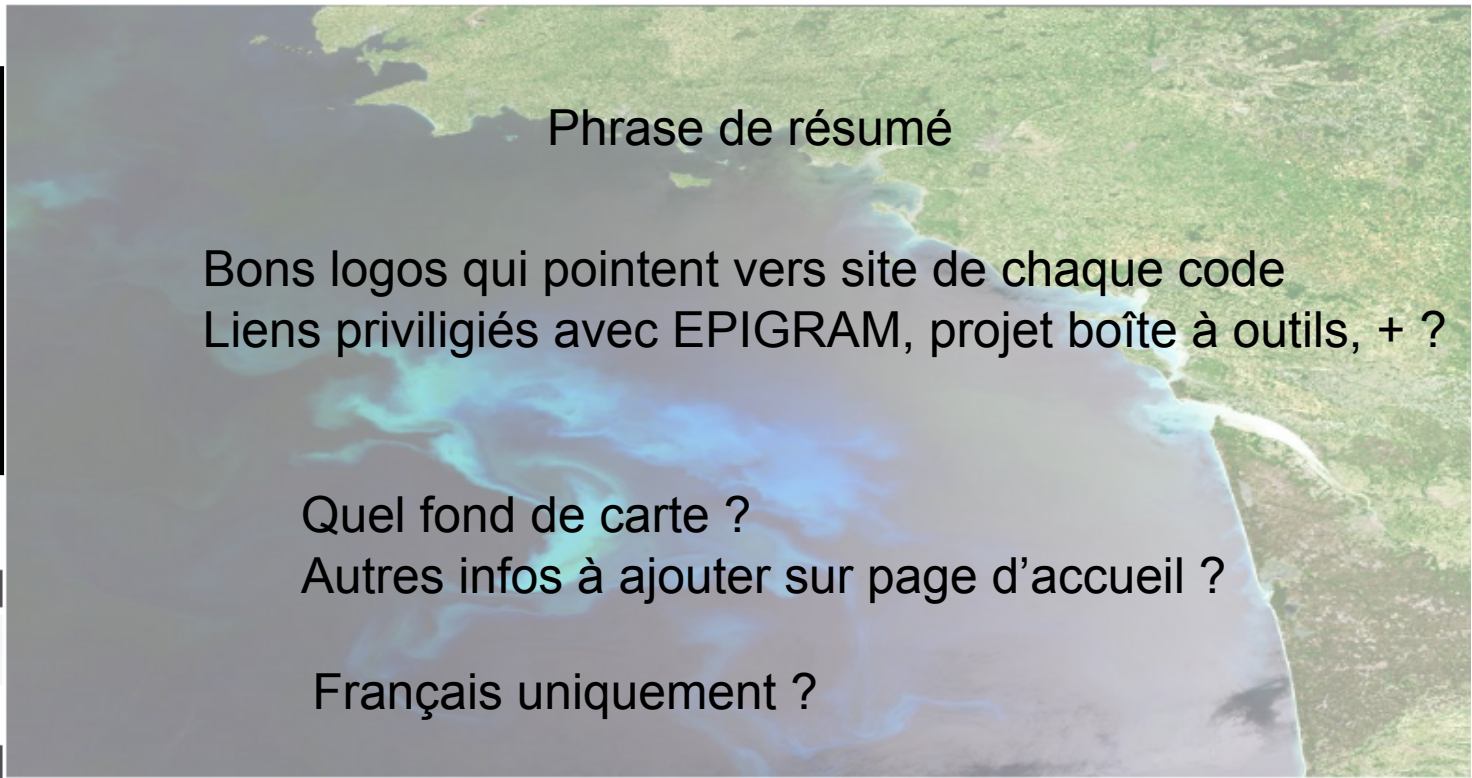 Phrase de résumé
Bons logos qui pointent vers site de chaque code
Liens priviligiés avec EPIGRAM, projet boîte à outils, + ?
Quel fond de carte ?
Autres infos à ajouter sur page d’accueil ?
Français uniquement ?